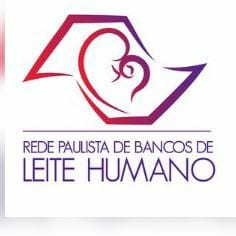 REDE PAULISTA DE BANCOS DE
LEITE HUMANO